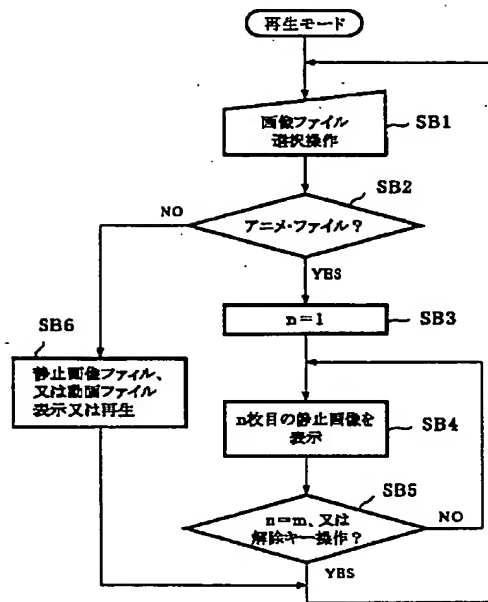 再生モード
画像ファイル
選択操作
SB1
SB2
NO
アニメ・ファイル?
YES
n=1
SB3
SB6
静止画像ファイル、
又は動画ファイル
表示又は再生
n枚目の静止画像を
表示
SB4
SB5
n=m、又は
解除キー操作?
NO
YES